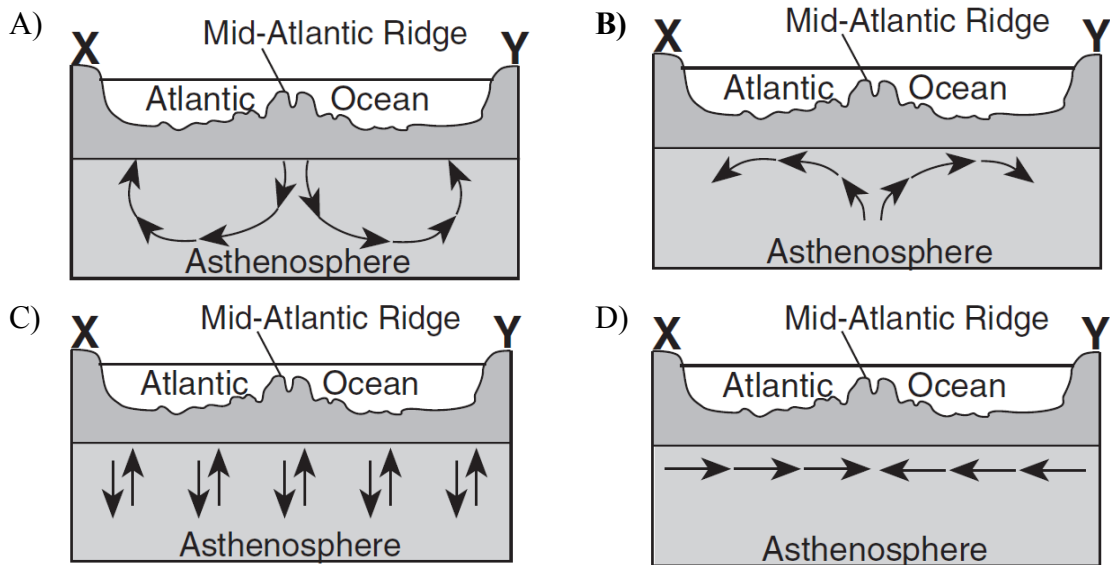 A)
Mid-Atlantic Ridge
X
Y
Atlantic
Ocean
Asthenosphere
B)
Mid-Atlantic Ridge
X
Y
Atlantic
Ocean
Asthenosphere
C)
Mid-Atlantic Ridge
X
Y
Atlantic
Ocean
Asthenosphere
D)
Mid-Atlantic Ridge
X
Y
Atlantic
Ocean
Asthenosphere